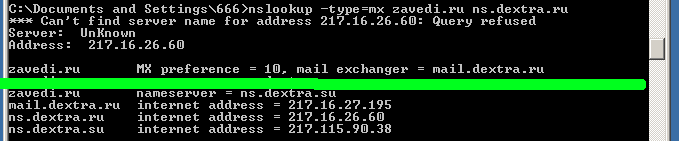 C:\Documents and Settings\666>nslookup -type=mx zavedi.ru ns.dextra.ru
*** Can't find server name for address 217.16.26.60: Query refused
Server:  UnKnown
Address:  217.16.26.60
zavedi.ru       MX preference = 10, mail exchanger = mail.dextra.ru
zavedi.ru       nameserver = ns.dextra.su
mail.dextra.ru  internet address = 217.16.27.195
ns.dextra.ru    internet address = 217.16.26.60
ns.dextra.su    internet address = 217.115.90.38